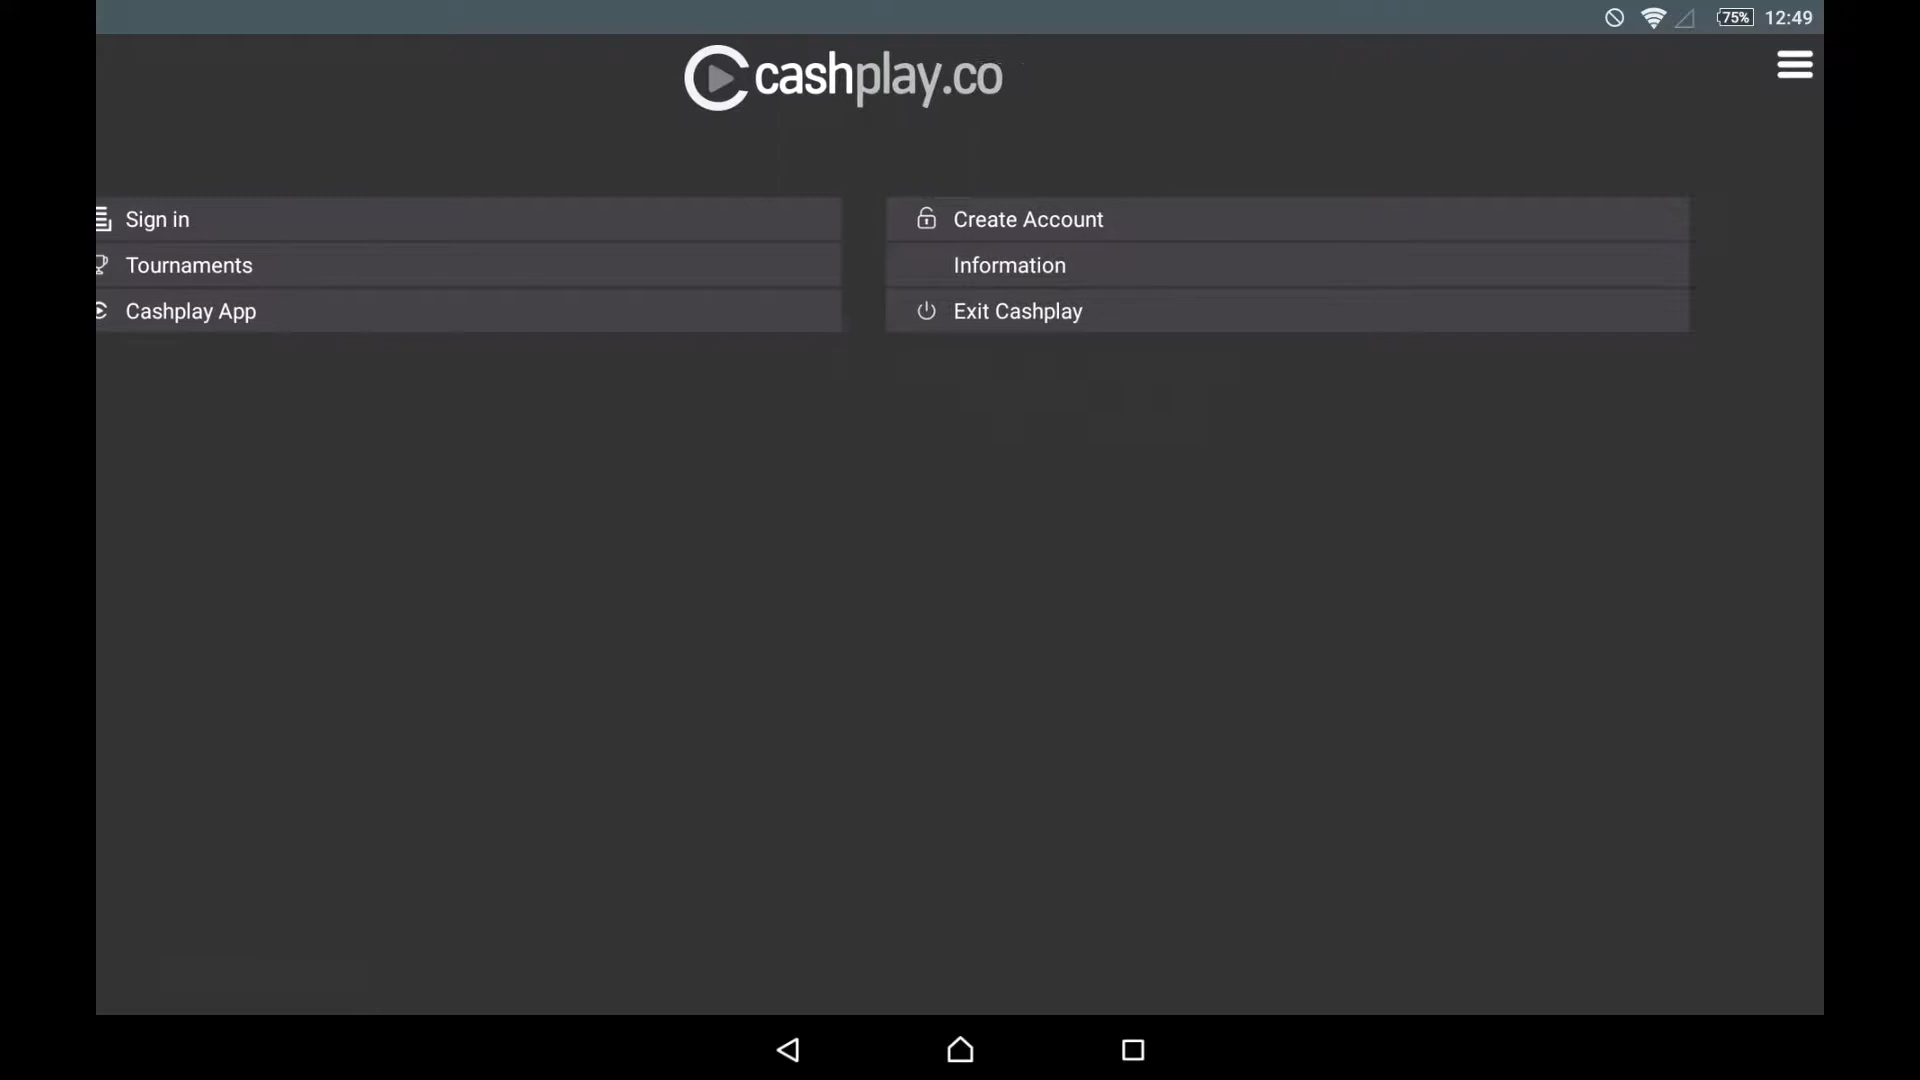 75% 12:49
cashplay.co
Sign in
Create Account
Tournaments
Information
Cashplay App
Exit Cashplay